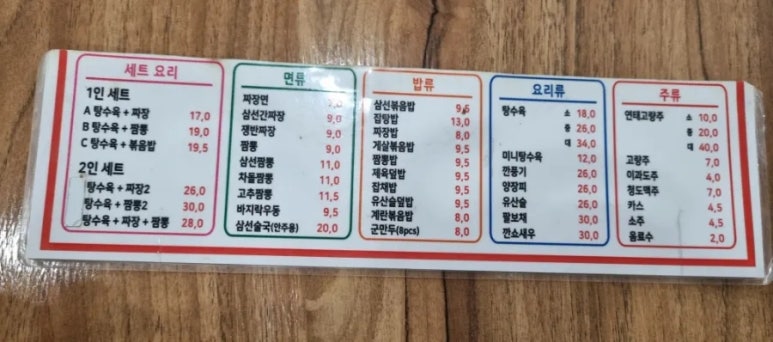 세트 요리
1인 세트
A 탕수육 + 짜장 17,0
B 탕수육 + 짬뽕 19,0
C 탕수육 + 볶음밥 19,5
2인 세트
탕수육 + 짜장2 26,0
탕수육 + 짬뽕2 30,0
탕수육 + 짜장 + 짬뽕 28,0
면류
짜장면
삼선간짜장 9,0
쟁반짜장 9,0
짬뽕 9,0
삼선짬뽕 11,0
차돌짬뽕 11,0
고추짬뽕 11,5
바지락우동 9,5
삼선술국(안주용) 20,0
밥류
삼선볶음밥 9,5
잡탕밥 13,0
짜장밥 8,0
게살볶음밥 9,5
짬뽕밥 9,5
제육덮밥 9,5
잡채밥 9,5
유산슬덮밥 9,5
계란볶음밥 8,0
군만두(8pcs) 8,0
요리류
탕수육 소 18,0
중 26,0
대 34,0
미니탕수육 12,0
깐풍기 26,0
양장피 26,0
유산슬 26,0
팔보채 30,0
깐쇼새우 30,0
주류
연태고량주 소 10,0
중 20,0
대 40,0
고량주 7,0
이과도주 4,0
청도맥주 7,0
카스 4,5
소주 4,5
음료수 2,0